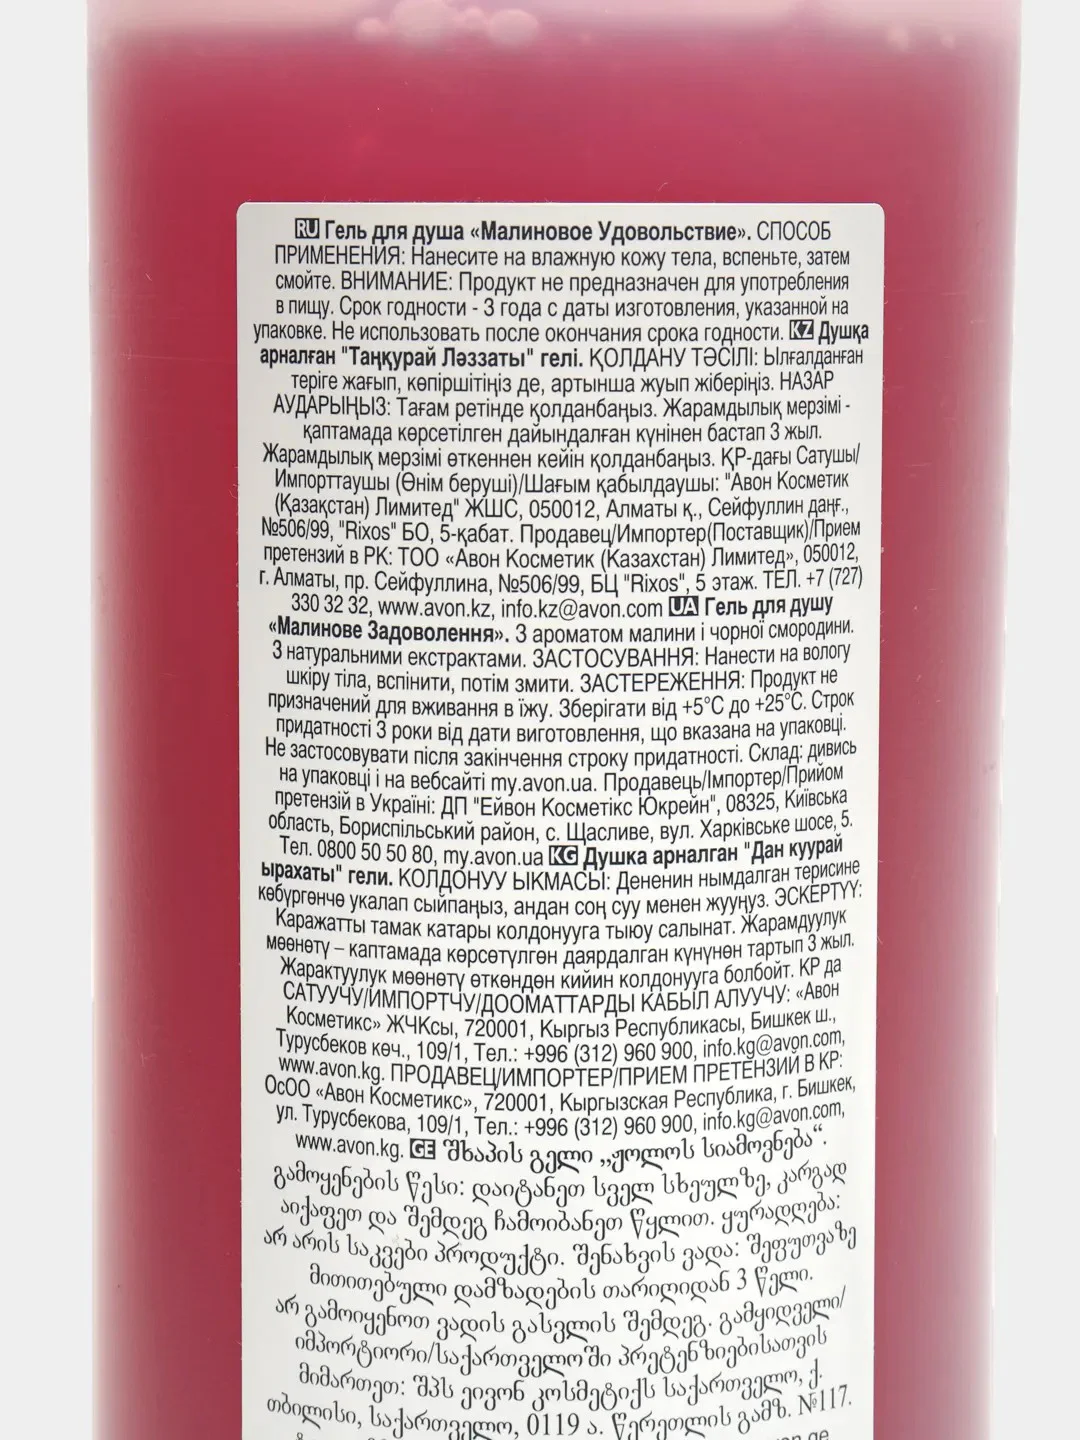 RU Гель для душа «Малиновое Удовольствие». СПОСОБ
ПРИМЕНЕНИЯ: Нанесите на влажную кожу тела, вспеньте, затем
смойте. ВНИМАНИЕ: Продукт не предназначен для употребления
в пищу. Срок годности - 3 года с даты изготовления, указанной на
упаковке. Не использовать после окончания срока годности. KZ Душқа
арналған "Таңқурай Ләззаты" гелі. ҚОЛДАНУ ТӘСІЛІ: Ылғалданған
теріге жағып, көпіршітіңіз де, артынша жуып жіберіңіз. НАЗАР
АУДАРЫҢЫЗ: Тағам ретінде қолданбаңыз. Жарамдылық мерзімі -
қаптамада көрсетілген дайындалған күнінен бастап 3 жыл.
Жарамдылық мерзімі өткеннен кейін қолданбаңыз. ҚР-дағы Сатушы/
Импорттаушы (Өнім беруші)/Шағым қабылдаушы: "Авон Косметик
(Қазақстан) Лимитед" ЖШС, 050012, Алматы қ., Сейфуллин даңғ.,
№506/99, "Rixos" БО, 5-қабат. Продавец/Импортер(Поставщик)/Прием
претензий в РК: ТОО «Авон Косметик (Казахстан) Лимитед», 050012,
г. Алматы, пр. Сейфуллина, №506/99, БЦ "Rixos", 5 этаж. ТЕЛ. +7 (727)
330 32 32, www.avon.kz, info.kz@avon.com UA Гель для душу
«Малинове Задоволення». З ароматом малини і чорної смородини.
З натуральними екстрактами. ЗАСТОСУВАННЯ: Нанести на вологу
шкіру тіла, вспінити, потім змити. ЗАСТЕРЕЖЕННЯ: Продукт не
призначений для вживання в їжу. Зберігати від +5°C до +25°C. Строк
придатності 3 роки від дати виготовлення, що вказана на упаковці.
Не застосовувати після закінчення строку придатності. Склад: дивись
на упаковці і на вебсайті my.avon.ua. Продавець/Імпортер/Прийом
претензій в Україні: ДП "Ейвон Косметікс Юкрейн", 08325, Київська
область, Бориспільський район, с. Щасливе, вул. Харківське шосе, 5.
Тел. 0800 50 50 80, my.avon.ua KG Душка арналган "Дан куурай
ырахаты" гели. КОЛДОНУУ ЫКМАСЫ: Дененин нымдалган терисине
көбүргөнчө укалап сыйпаңыз, андан соң суу менен жууңуз. ЭСКЕРТҮҮ:
Каражатты тамак катары колдонууга тыюу салынат. Жарамдуулук
мөөнөтү – каптамада көрсөтүлгөн даярдалган күнүнөн тартып 3 жыл.
Жарактуулук мөөнөтү өткөндөн кийин колдонууга болбойт. КР да
САТУУЧУ/ИМПОРТЧУ/ДООМАТТАРДЫ КАБЫЛ АЛУУЧУ: «Авон
Косметикс» ЖЧКсы, 720001, Кыргыз Республикасы, Бишкек ш.,
Турусбеков көч., 109/1, Тел.: +996 (312) 960 900, info.kg@avon.com,
www.avon.kg. ПРОДАВЕЦ/ИМПОРТЕР/ПРИЕМ ПРЕТЕНЗИЙ В КР:
ОсОО «Авон Косметикс», 720001, Кыргызская Республика, г. Бишкек,
ул. Турусбекова, 109/1, Тел.: +996 (312) 960 900, info.kg@avon.com,
www.avon.kg. GE შხაპის გელი „ჟოლოს სიამოვნება“.
გამოყენების წესი: დაიტანეთ სველ სხეულზე, კარგად
აიქაფეთ და შემდეგ ჩამოიბანეთ წყლით. ყურადღება:
არ არის საკვები პროდუქტი. შენახვის ვადა: შეფუთვაზე
მითითებული დამზადების თარიღიდან 3 წელი.
არ გამოიყენოთ ვადის გასვლის შემდეგ. გამყიდველი/
იმპორტიორი/საქართველოში პრეტენზიებისათვის
მიმართეთ: შპს ეივონ კოსმეტიქს საქართველო, ქ.
თბილისი, საქართველო, 0119 ა. წერეთლის გამზ. №117.